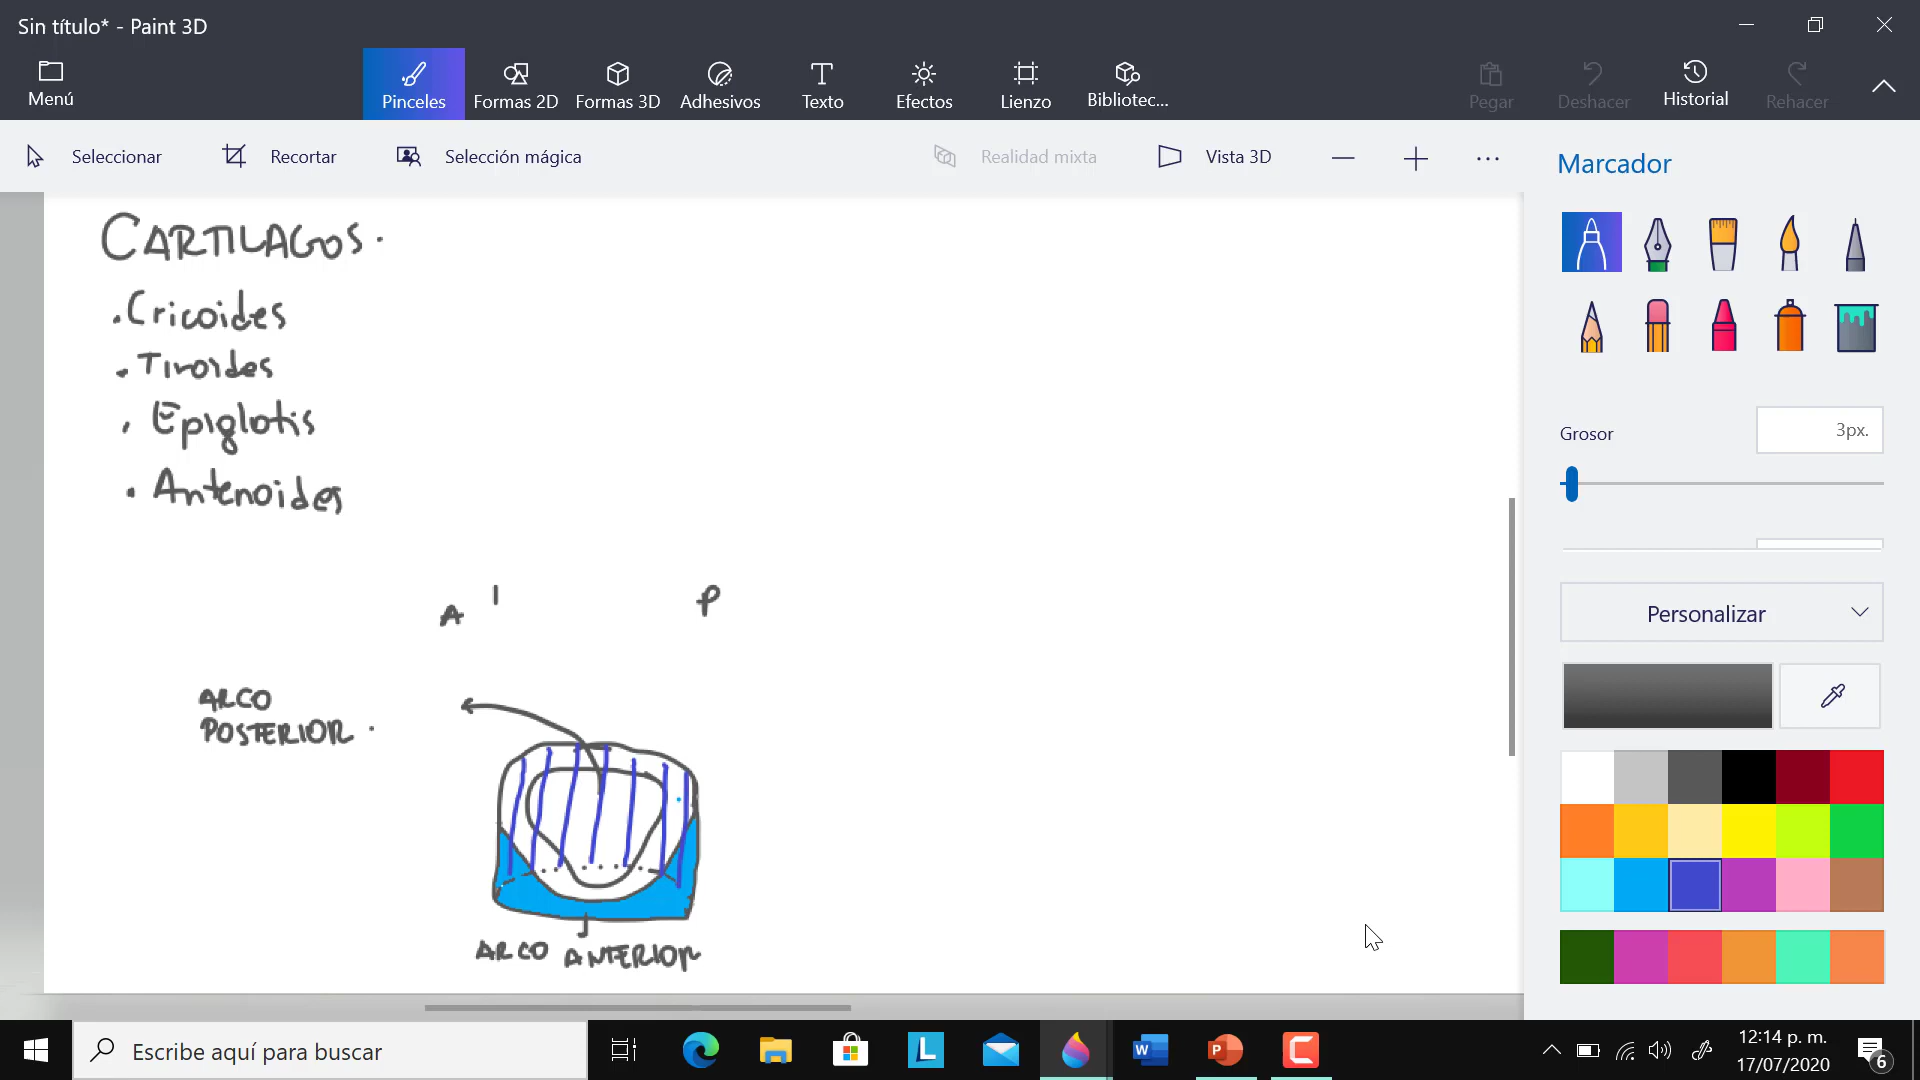 Sin título* - Paint 3D
Menú
Pinceles
Formas 2D
Formas 3D
Adhesivos
Texto
Efectos
Lienzo
Bibliotec...
Pegar
Deshacer
Historial
Rehacer
Seleccionar
Recortar
Selección mágica
Realidad mixta
Vista 3D
Marcador
Grosor
3px.
Personalizar
CARTILAGOS.
.Cricoides
. Tiroides
. Epiglotis
. Antenoides
A
P
ARCO
POSTERIOR.
ARCO ANTERIOR
Escribe aquí para buscar
12:14 p. m.
17/07/2020
6